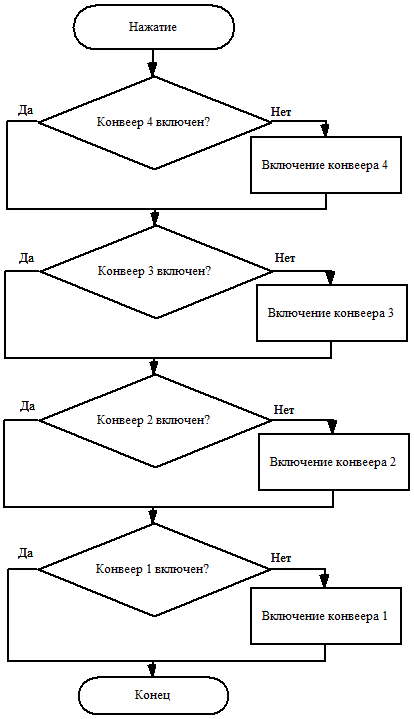 Нажатие
Да
Нет
Конвеер 4 включен?
Включение конвеера 4
Да
Нет
Конвеер 3 включен?
Включение конвеера 3
Да
Нет
Конвеер 2 включен?
Включение конвеера 2
Да
Нет
Конвеер 1 включен?
Включение конвеера 1
Конец